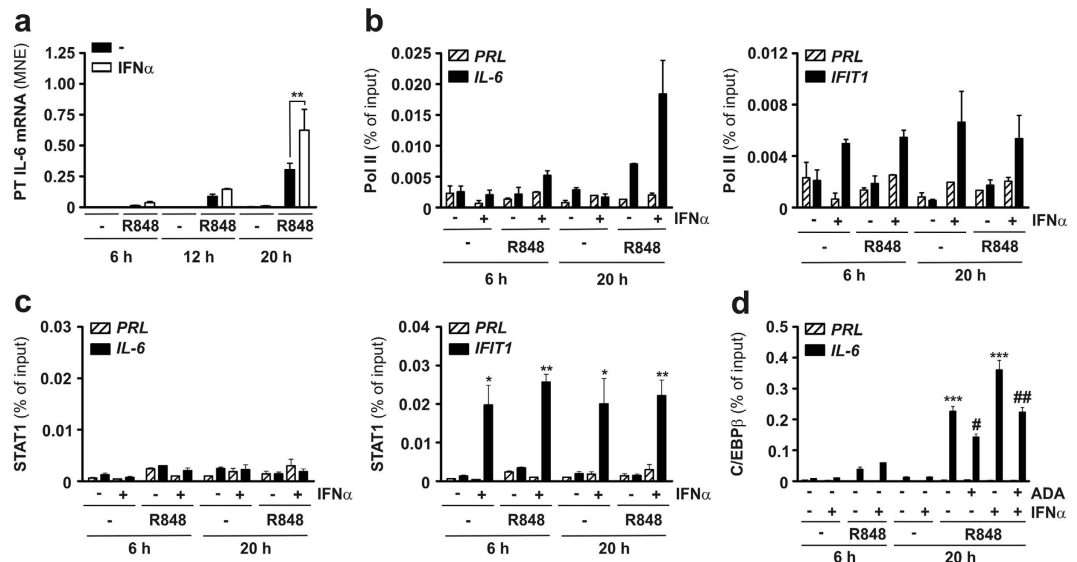 a
PT IL-6 mRNA (MNE)
1.25
1.00
0.75
0.50
0.25
0
-
IFNα
**
- R848 - R848 - R848
6 h 12 h 20 h
b
Pol II (% of input)
0.025
0.020
0.015
0.010
0.005
0
PRL
IL-6
- + - + - + - + IFNα
- R848 - R848
6 h 20 h
Pol II (% of input)
0.012
0.008
0.004
0.000
PRL
IFIT1
- + - + - + - + IFNα
- R848 - R848
6 h 20 h
c
STAT1 (% of input)
0.03
0.02
0.01
0.00
PRL
IL-6
- + - + - + - + IFNα
- R848 - R848
6 h 20 h
STAT1 (% of input)
0.04
0.03
0.02
0.01
0.00
PRL
IFIT1
* ** * **
- + - + - + - + IFNα
- R848 - R848
6 h 20 h
d
C/EBPβ (% of input)
0.5
0.4
0.3
0.2
0.1
0
PRL
IL-6
*** # *** ##
- - - - - - - + - + ADA
- + - + - + - - + + IFNα
- R848 - R848
6 h 20 h